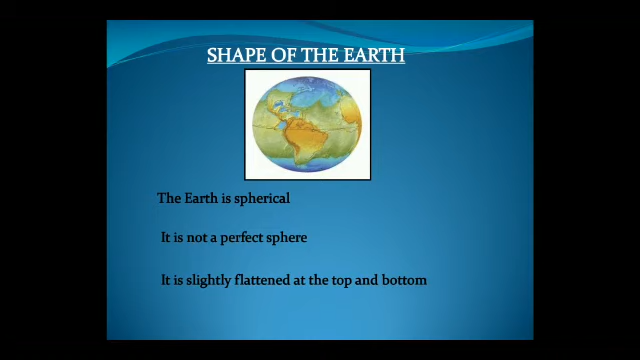 SHAPE OF THE EARTH
The Earth is spherical
It is not a perfect sphere
It is slightly flattened at the top and bottom